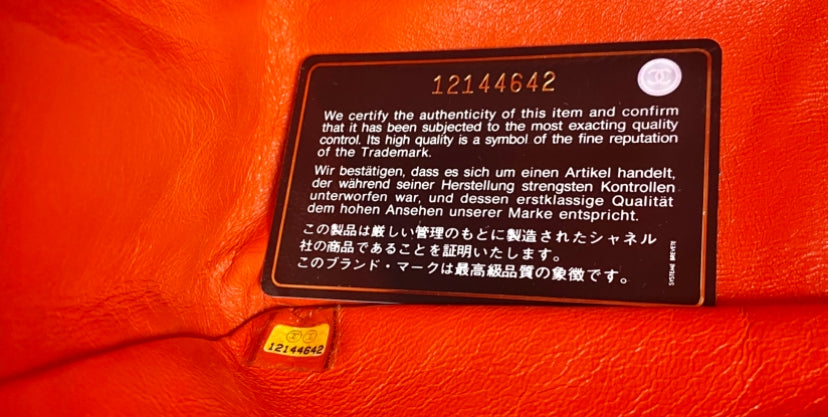 12144642
We certify the authenticity of this item and confirm
that it has been subjected to the most exacting quality
control. Its high quality is a symbol of the fine reputation
of the Trademark.
Wir bestätigen, dass es sich um einen Artikel handelt,
der während seiner Herstellung strengsten Kontrollen
unterworfen war, und dessen erstklassige Qualität
dem hohen Ansehen unserer Marke entspricht.
この製品は厳しい管理のもとに製造されたシャネル
社の商品であることを証明いたします。
このブランド・マークは最高級品質の象徴です。
SYSTEME BREVETE
12144642